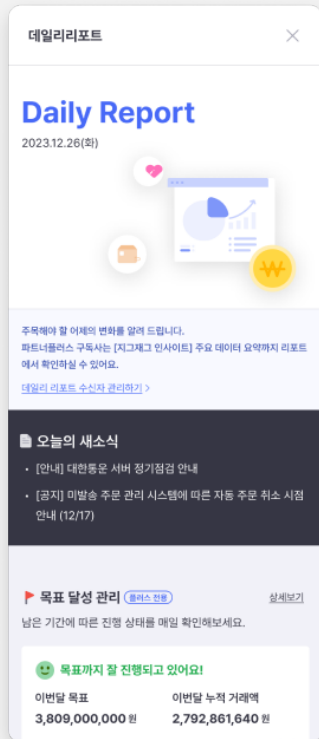 데일리리포트
Daily Report
2023.12.26(화)
주목해야 할 어제의 변화를 알려 드립니다.
파트너플러스 구독사는 [지그재그 인사이트] 주요 데이터 요약까지 리포트
에서 확인하실 수 있어요.
데일리 리포트 수신자 관리하기 >
오늘의 새소식
• [안내] 대한통운 서버 정기점검 안내
• [공지] 미발송 주문 관리 시스템에 따른 자동 주문 취소 시점
안내 (12/17)
목표 달성 관리 플러스 전용 상세보기
남은 기간에 따른 진행 상태를 매일 확인해보세요.
목표까지 잘 진행되고 있어요!
이번달 목표 이번달 누적 거래액
3,809,000,000 원 2,792,861,640 원